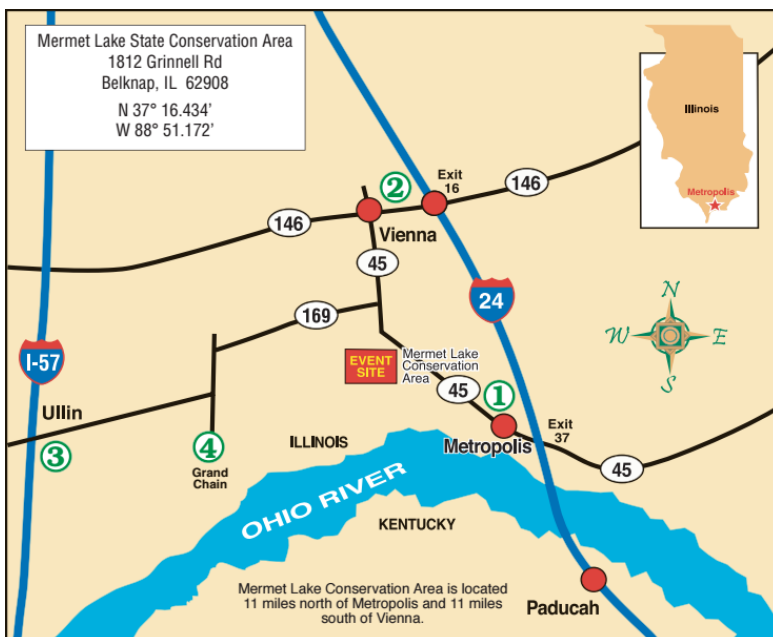 Mermet Lake State Conservation Area
1812 Grinnell Rd
Belknap, IL  62908
N 37° 16.434’
W 88° 51.172’
Illinois
Metropolis
Exit
16
2
146
146
Vienna
45
24
N
W
E
S
169
I-57
EVENT
SITE
Mermet Lake
Conservation
Area
45
1
Ullin
Exit
37
3
4
Grand
Chain
ILLINOIS
Metropolis
45
OHIO RIVER
KENTUCKY
Mermet Lake Conservation Area is located
11 miles north of Metropolis and 11 miles
south of Vienna.
Paducah